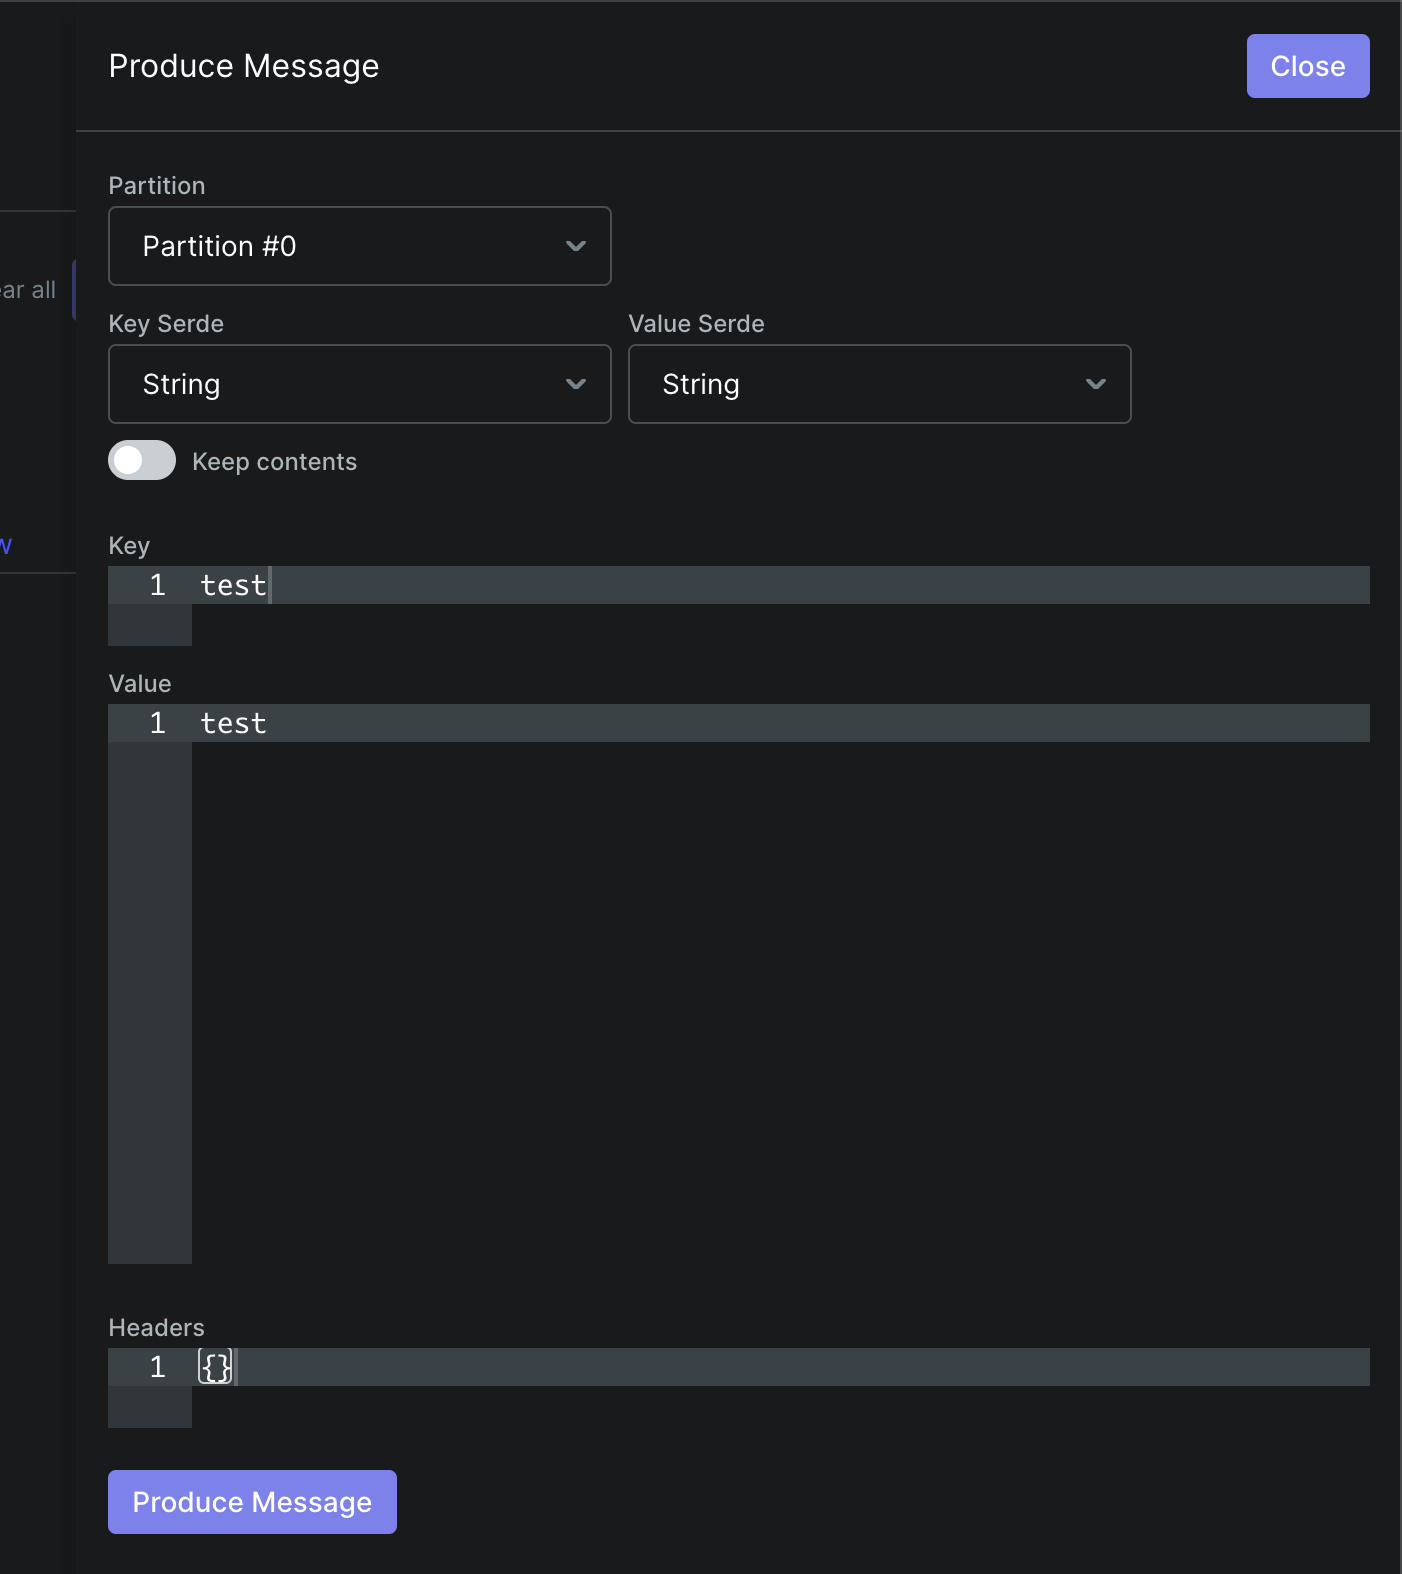 Produce Message
Close
Partition
Partition #0
ar all
Key Serde
Value Serde
String
String
Keep contents
w
Key
1 test
Value
1 test
Headers
1 {}
Produce Message